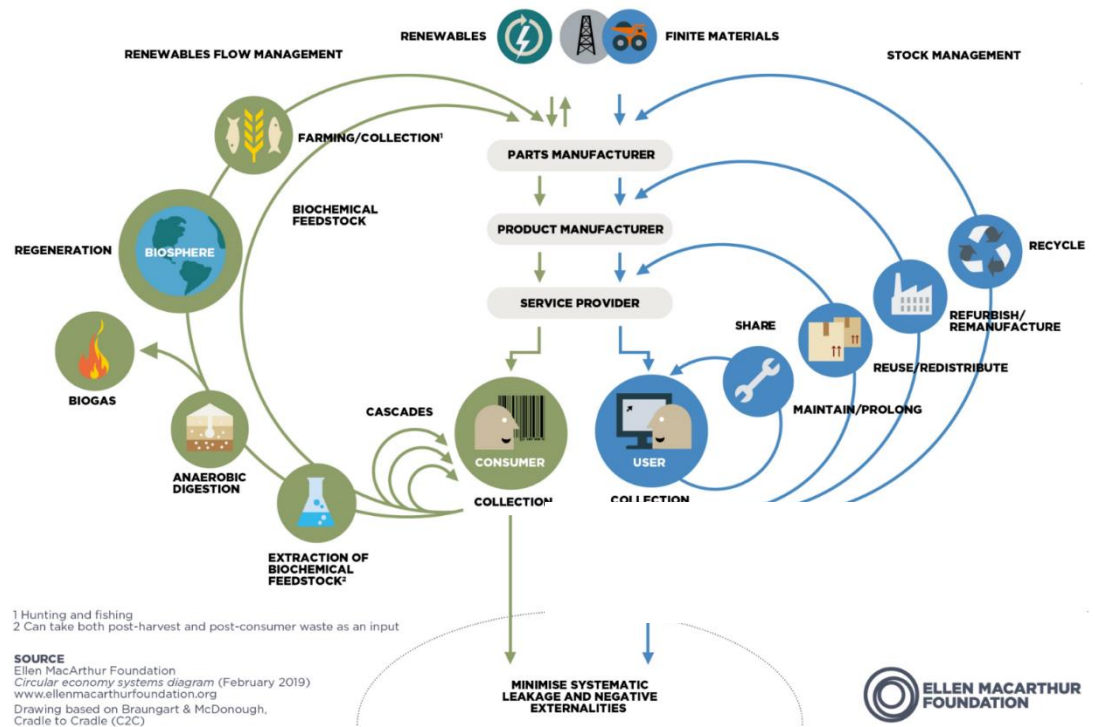 RENEWABLES
FINITE MATERIALS
RENEWABLES FLOW MANAGEMENT
STOCK MANAGEMENT
FARMING/COLLECTION¹
PARTS MANUFACTURER
BIOCHEMICAL
FEEDSTOCK
PRODUCT MANUFACTURER
REGENERATION
BIOSPHERE
RECYCLE
SERVICE PROVIDER
SHARE
REFURBISH/
REMANUFACTURE
REUSE/REDISTRIBUTE
BIOGAS
CASCADES
MAINTAIN/PROLONG
CONSUMER
USER
ANAEROBIC
DIGESTION
COLLECTION
COLLECTION
EXTRACTION OF
BIOCHEMICAL
FEEDSTOCK²
1 Hunting and fishing
2 Can take both post-harvest and post-consumer waste as an input
SOURCE
Ellen MacArthur Foundation
Circular economy systems diagram (February 2019)
www.ellenmacarthurfoundation.org
Drawing based on Braungart & McDonough,
Cradle to Cradle (C2C)
MINIMISE SYSTEMATIC
LEAKAGE AND NEGATIVE
EXTERNALITIES
ELLEN MACARTHUR
FOUNDATION